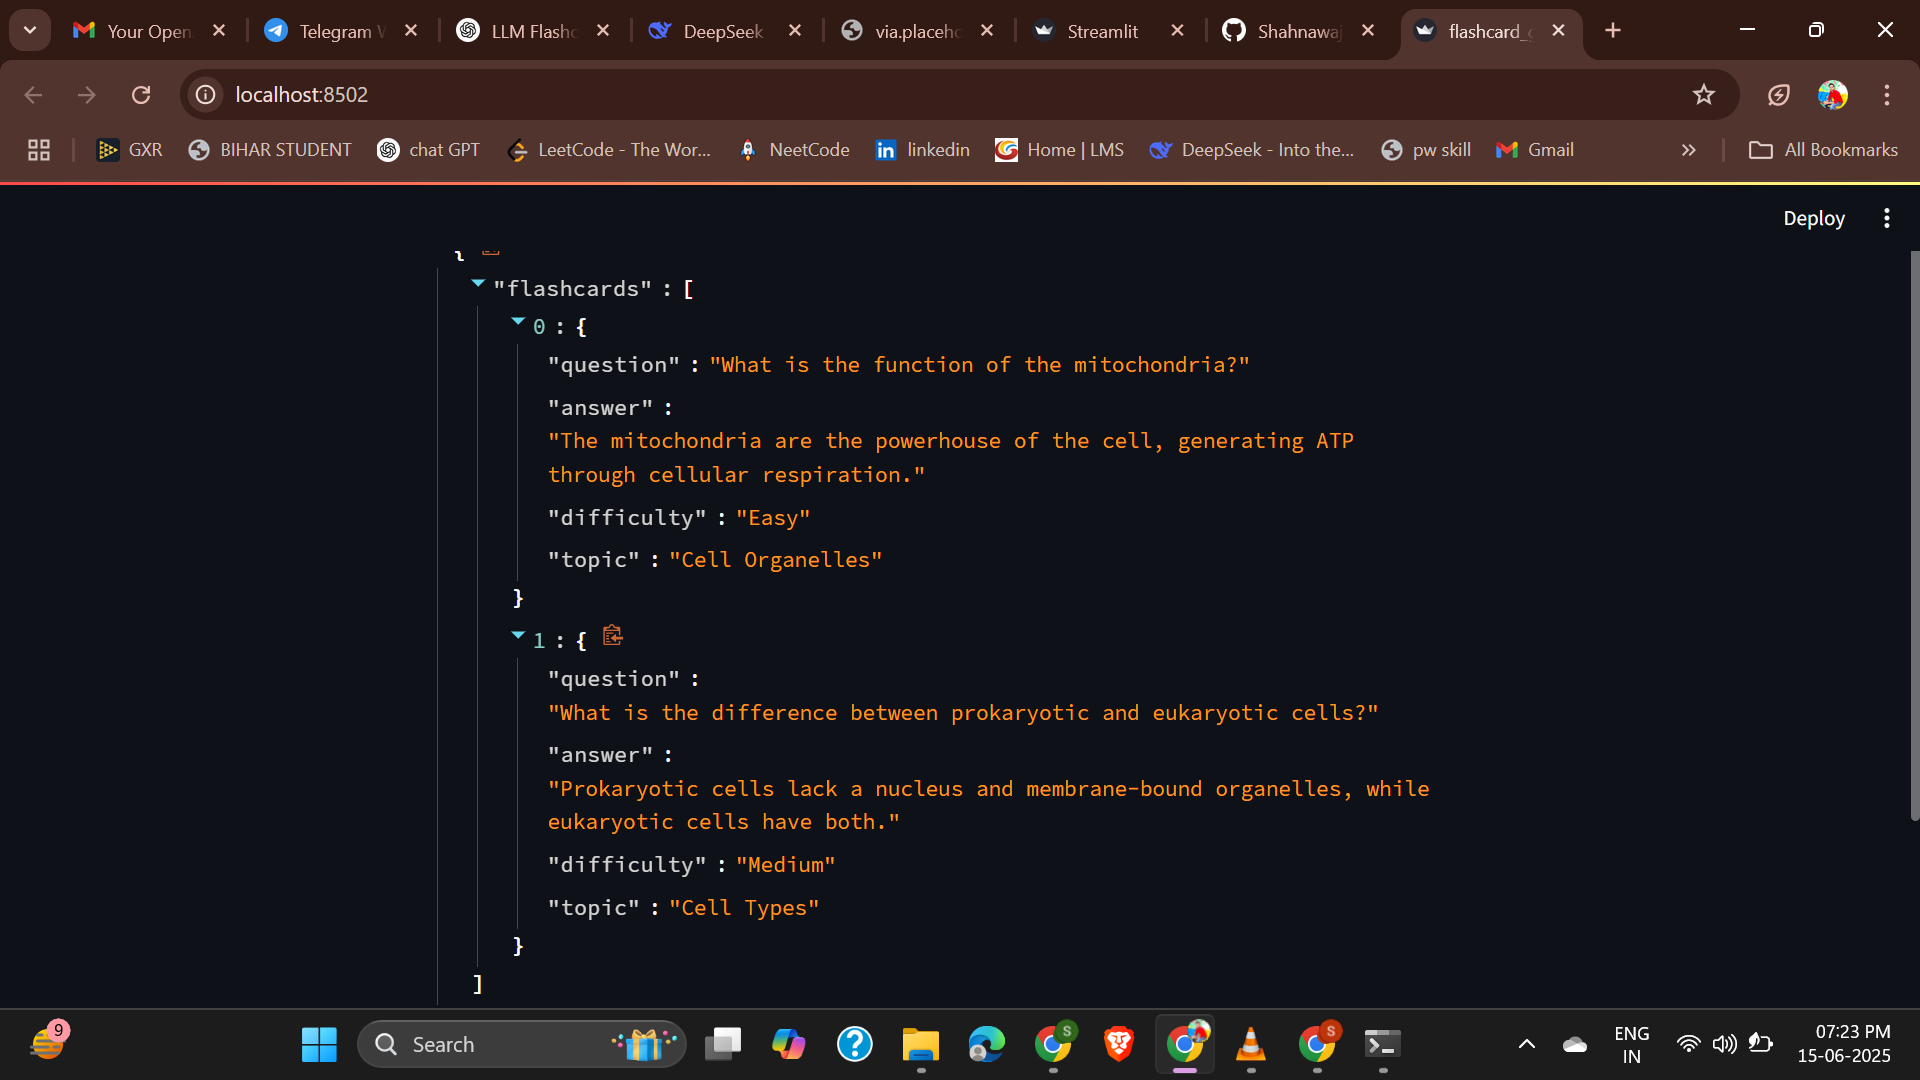 Your Open
Telegram W
LLM Flashc
DeepSeek
via.placeho
Streamlit
Shahnawaj
flashcard_g
localhost:8502
GXR
BIHAR STUDENT
chat GPT
LeetCode - The Wor...
NeetCode
linkedin
Home | LMS
DeepSeek - Into the...
pw skill
Gmail
All Bookmarks
Deploy
{
"flashcards" : [
0 : {
"question" : "What is the function of the mitochondria?"
"answer" :
"The mitochondria are the powerhouse of the cell, generating ATP
through cellular respiration."
"difficulty" : "Easy"
"topic" : "Cell Organelles"
}
1 : {
"question" :
"What is the difference between prokaryotic and eukaryotic cells?"
"answer" :
"Prokaryotic cells lack a nucleus and membrane-bound organelles, while
eukaryotic cells have both."
"difficulty" : "Medium"
"topic" : "Cell Types"
}
]
9
Search
S
S
ENG
IN
07:23 PM
15-06-2025